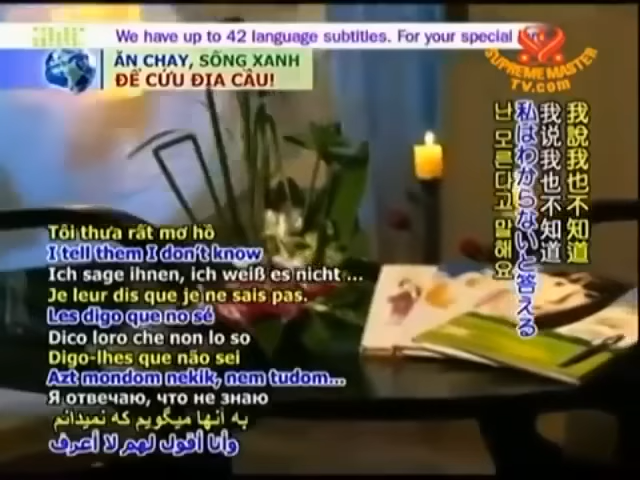 We have up to 42 language subtitles. For your special
ĂN CHAY, SỐNG XANH
ĐỂ CỨU ĐỊA CẦU!
SUPREME MASTER
TV.com
我說我也不知道
我说我也不知道
私はわからないと答える
난 모른다고 말해요
Tôi thưa rất mơ hồ
I tell them I don't know
Ich sage ihnen, ich weiß es nicht ...
Je leur dis que je ne sais pas.
Les digo que no sé
Dico loro che non lo so
Digo-lhes que não sei
Azt mondom nekik, nem tudom...
Я отвечаю, что не знаю
به آنها میگویم که نمیدانم
وأنا أقول لهم لا أعرف